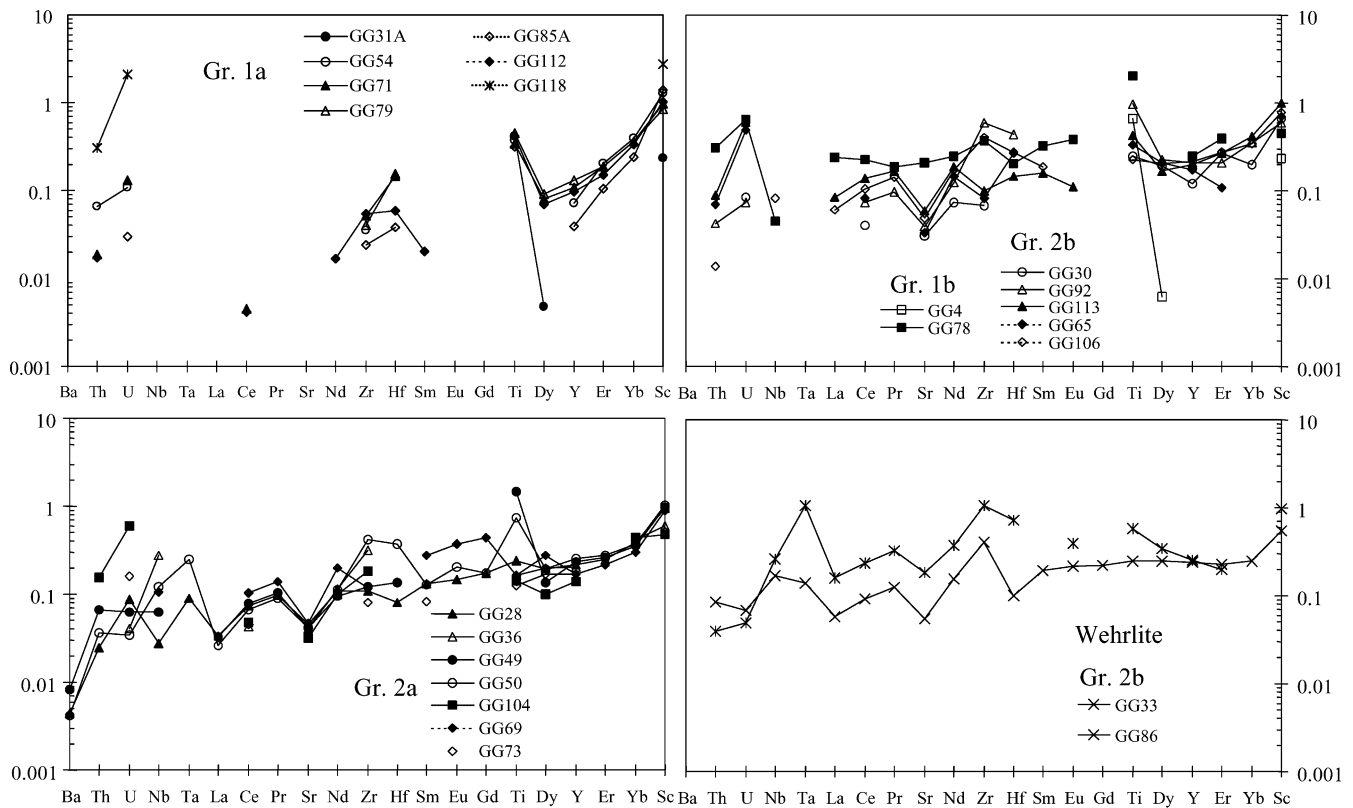 10
1
0.1
0.01
0.001
Gr. 1a
GG31A
GG54
GG71
GG79
GG85A
GG112
GG118
Ba Th U Nb Ta La Ce Pr Sr Nd Zr Hf Sm Eu Gd Ti Dy Y Er Yb Sc
10
1
0.1
0.01
0.001
Gr. 1b
GG4
GG78
Gr. 2b
GG30
GG92
GG113
GG65
GG106
Ba Th U Nb Ta La Ce Pr Sr Nd Zr Hf Sm Eu Gd Ti Dy Y Er Yb Sc
10
1
0.1
0.01
0.001
Gr. 2a
GG28
GG36
GG49
GG50
GG104
GG69
GG73
Ba Th U Nb Ta La Ce Pr Sr Nd Zr Hf Sm Eu Gd Ti Dy Y Er Yb Sc
10
1
0.1
0.01
0.001
Wehrlite
Gr. 2b
GG33
GG86
Ba Th U Nb Ta La Ce Pr Sr Nd Zr Hf Sm Eu Gd Ti Dy Y Er Yb Sc